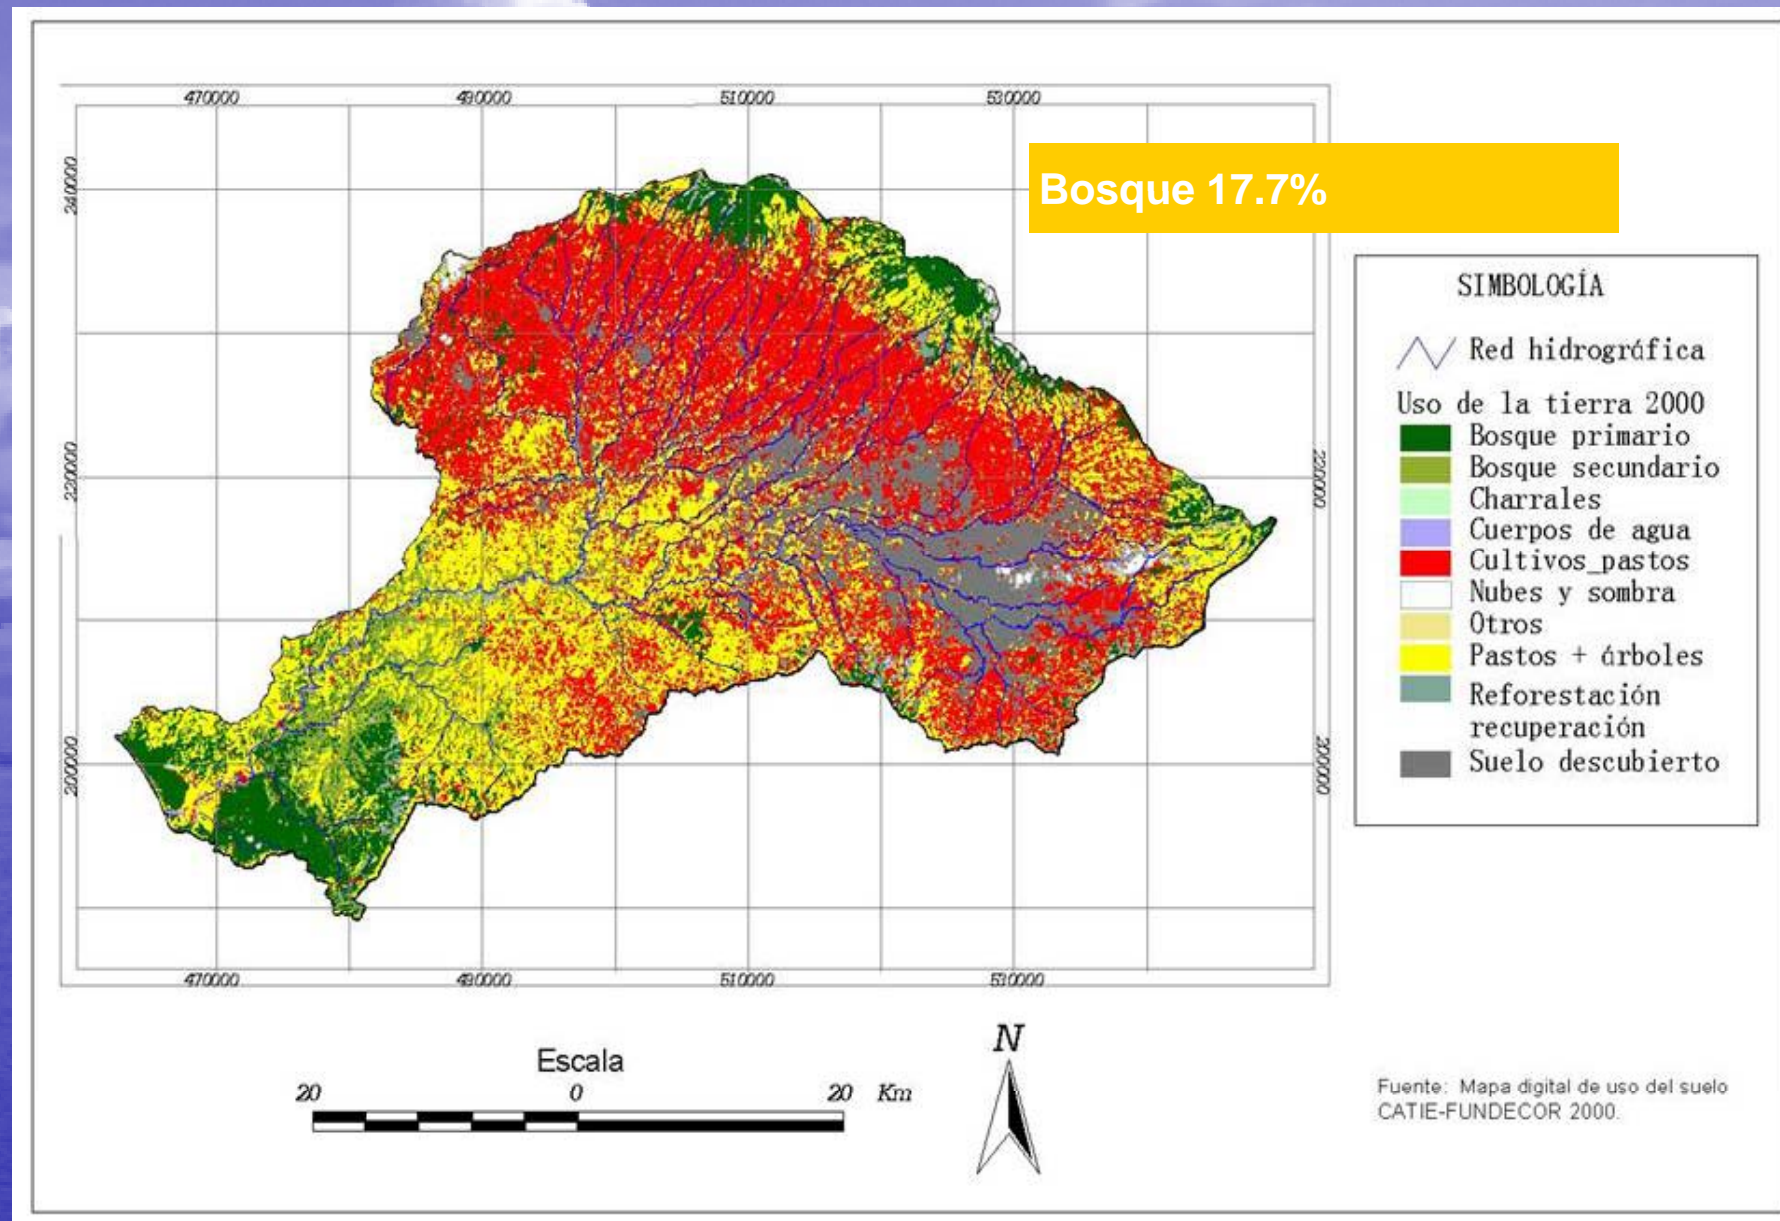 Bosque 17.7%
470000 490000 510000 530000
240000
220000
200000
220000
200000
470000 490000 510000 530000
SIMBOLOGÍA
Red hidrográfica
Uso de la tierra 2000
Bosque primario
Bosque secundario
Charrales
Cuerpos de agua
Cultivos_pastos
Nubes y sombra
Otros
Pastos + árboles
Reforestación
recuperación
Suelo descubierto
Escala
20 0 20 Km
N
Fuente: Mapa digital de uso del suelo
CATIE-FUNDECOR 2000.